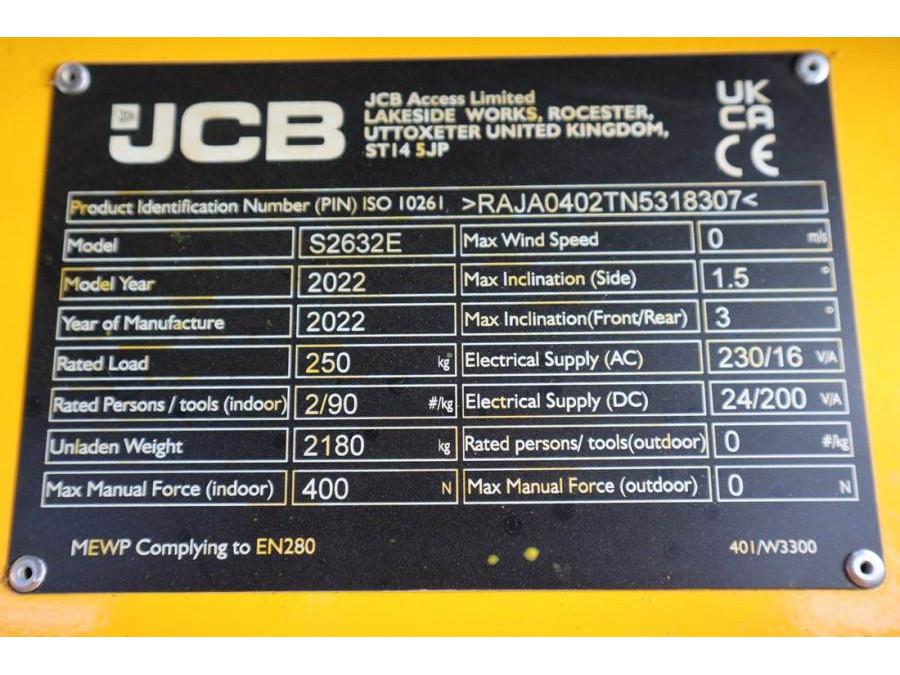 JCB
JCB Access Limited
LAKESIDE WORKS, ROCESTER,
UTTOXETER UNITED KINGDOM,
ST14 5JP
UK
CA
CE
Product Identification Number (PIN) ISO 10261 >RAJA0402TN5318307<
Model S2632E Max Wind Speed 0 m/s
Model Year 2022 Max Inclination (Side) 1.5 °
Year of Manufacture 2022 Max Inclination(Front/Rear) 3 °
Rated Load 250 kg Electrical Supply (AC) 230/16 V/A
Rated Persons / tools (indoor) 2/90 #/kg Electrical Supply (DC) 24/200 V/A
Unladen Weight 2180 kg Rated persons/ tools(outdoor) 0 #/kg
Max Manual Force (indoor) 400 N Max Manual Force (outdoor) 0 N
MEWP Complying to EN280 401/W3300